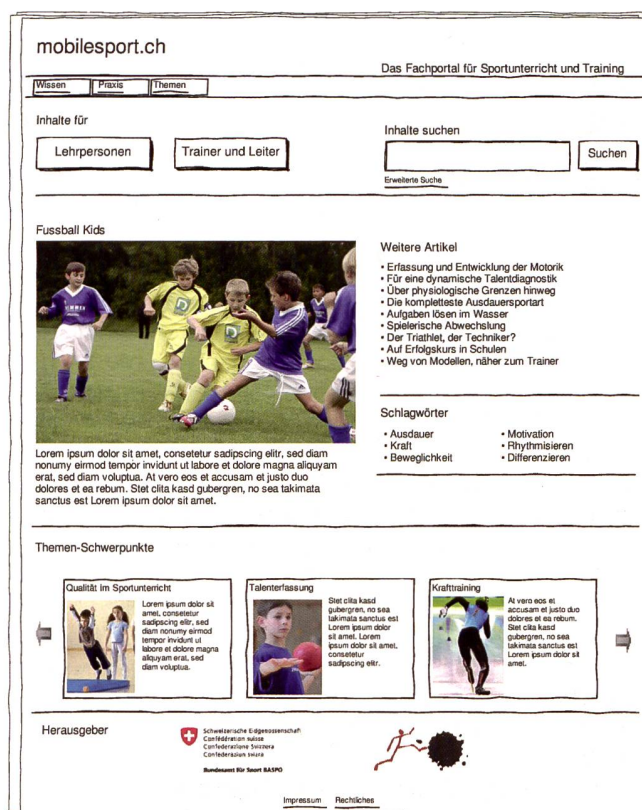 mobilesport.ch
Das Fachportal für Sportunterricht und Training
Wissen
Praxis
Themen
Inhalte für
Lehrpersonen
Trainer und Leiter
Inhalte suchen
Suchen
Erweiterte Suche
Fussball Kids
Lorem ipsum dolor sit amet, consetetur sadipscing elitr, sed diam
nonumy eirmod tempor invidunt ut labore et dolore magna aliquyam
erat, sed diam voluptua. At vero eos et accusam et justo duo
dolores et ea rebum. Stet clita kasd gubergren, no sea takimata
sanctus est Lorem ipsum dolor sit amet.
Weitere Artikel
• Erfassung und Entwicklung der Motorik
• Für eine dynamische Talentdiagnostik
• Über physiologische Grenzen hinweg
• Die kompletteste Ausdauersportart
• Aufgaben lösen im Wasser
• Spielerische Abwechslung
• Der Triathlet, der Techniker?
• Auf Erfolgskurs in Schulen
• Weg von Modellen, näher zum Trainer
Schlagwörter
• Ausdauer
• Kraft
• Beweglichkeit
• Motivation
• Rhythmisieren
• Differenzieren
Themen-Schwerpunkte
Qualität im Sportunterricht
Lorem ipsum dolor sit
amet, consetetur
sadipscing elitr, sed
diam nonumy eirmod
tempor invidunt ut
labore et dolore magna
aliquyam erat, sed
diam voluptua.
Talenterfassung
Stet clita kasd
gubergren, no sea
takimata sanctus est
Lorem ipsum dolor
sit amet. Lorem
ipsum dolor sit amet,
consetetur
sadipscing elitr.
Krafttraining
At vero eos et
accusam et justo duo
dolores et ea rebum.
Stet clita kasd
gubergren, no sea
takimata sanctus est
Lorem ipsum dolor sit
amet.
Herausgeber
Schweizerische Eidgenossenschaft
Confédération suisse
Confederazione Svizzera
Confederaziun svizra
Bundesamt für Sport BASPO
Impressum
Rechtliches